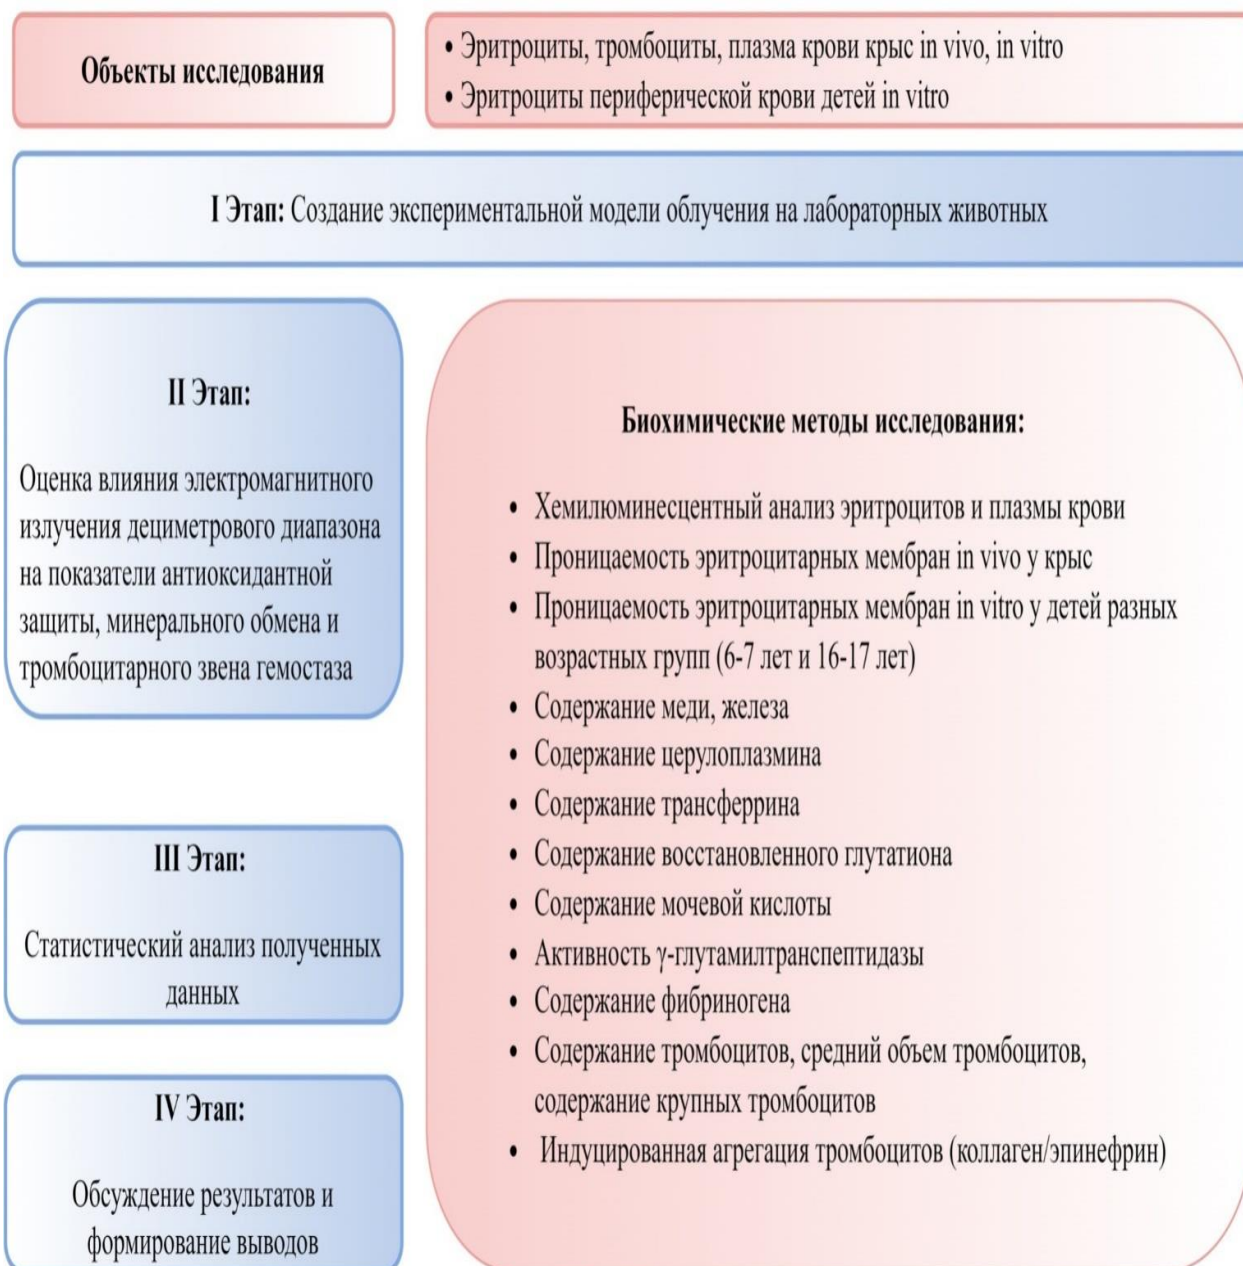 Объекты исследования
• Эритроциты, тромбоциты, плазма крови крыс in vivo, in vitro
• Эритроциты периферической крови детей in vitro
I Этап: Создание экспериментальной модели облучения на лабораторных животных
II Этап:
Оценка влияния электромагнитного
излучения дециметрового диапазона
на показатели антиоксидантной
защиты, минерального обмена и
тромбоцитарного звена гемостаза
III Этап:
Статистический анализ полученных
данных
IV Этап:
Обсуждение результатов и
формирование выводов
Биохимические методы исследования:
• Хемилюминесцентный анализ эритроцитов и плазмы крови
• Проницаемость эритроцитарных мембран in vivo у крыс
• Проницаемость эритроцитарных мембран in vitro у детей разных
возрастных групп (6-7 лет и 16-17 лет)
• Содержание меди, железа
• Содержание церулоплазмина
• Содержание трансферрина
• Содержание восстановленного глутатиона
• Содержание мочевой кислоты
• Активность γ-глутамилтранспептидазы
• Содержание фибриногена
• Содержание тромбоцитов, средний объем тромбоцитов,
содержание крупных тромбоцитов
• Индуцированная агрегация тромбоцитов (коллаген/эпинефрин)